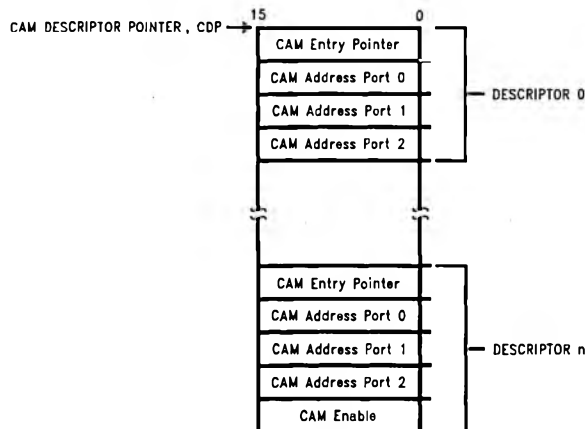 15 0
CAM DESCRIPTOR POINTER, CDP
CAM Entry Pointer
CAM Address Port 0
CAM Address Port 1
CAM Address Port 2
DESCRIPTOR 0
CAM Entry Pointer
CAM Address Port 0
CAM Address Port 1
CAM Address Port 2
CAM Enable
DESCRIPTOR n